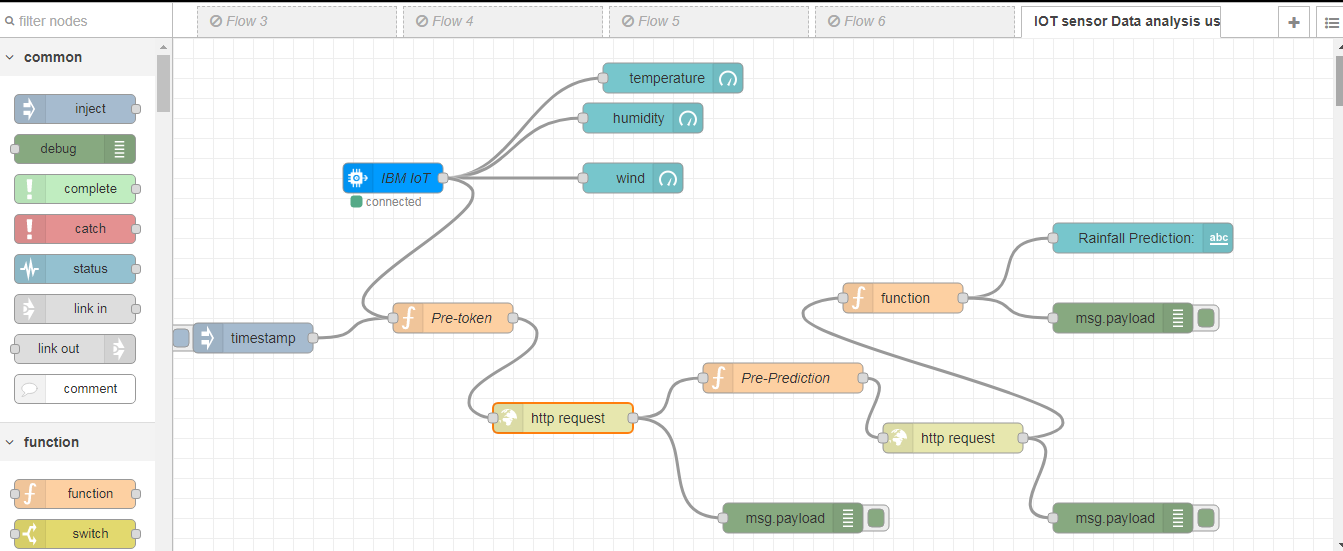 filter nodes
Flow 3
Flow 4
Flow 5
Flow 6
IOT sensor Data analysis us
common
inject
debug
complete
catch
status
link in
link out
comment
function
function
switch
temperature
humidity
IBM IoT
connected
wind
Rainfall Prediction:
abc
function
Pre-token
msg.payload
timestamp
Pre-Prediction
http request
http request
msg.payload
msg.payload